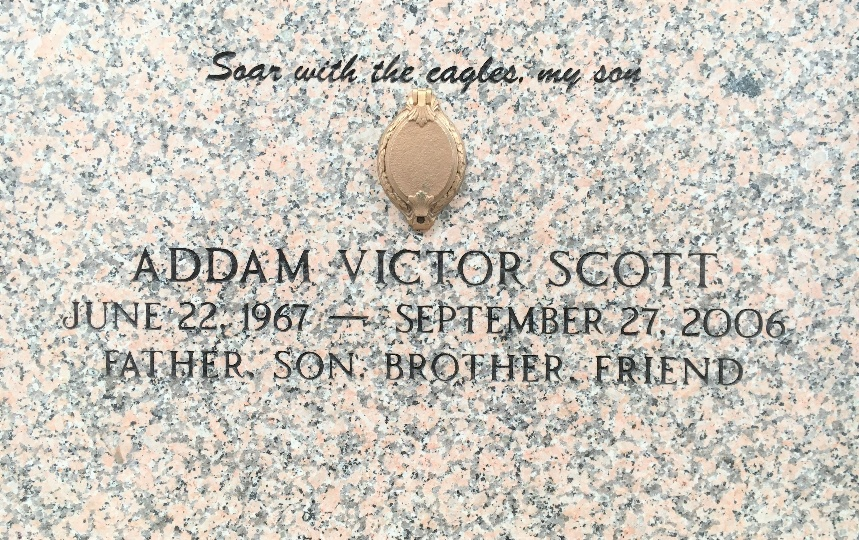 Soar with the eagles, my son
ADDAM VICTOR SCOTT
JUNE 22, 1967 — SEPTEMBER 27, 2006
FATHER, SON, BROTHER, FRIEND